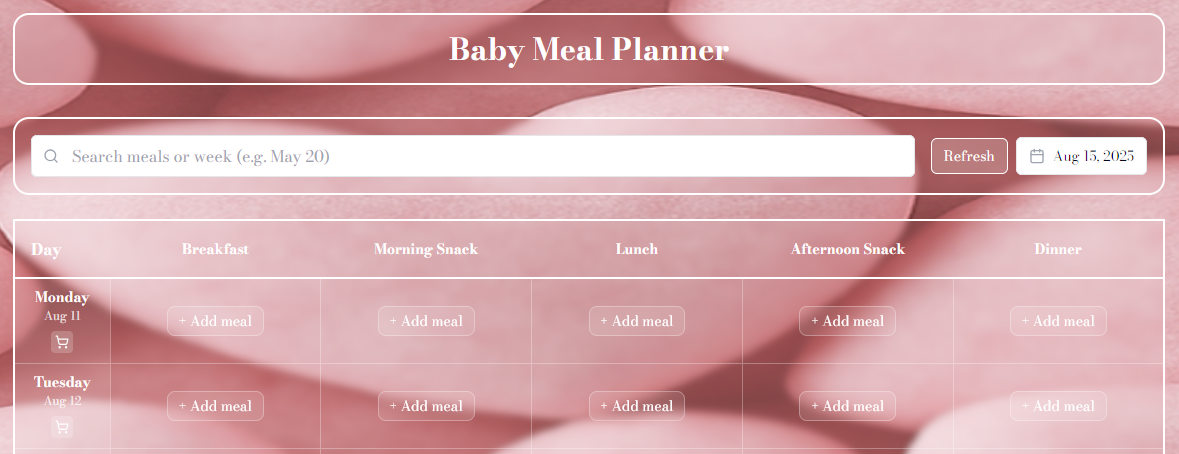 Baby Meal Planner
Search meals or week (e.g. May 20)
Refresh
Aug 15, 2025
Day Breakfast Morning Snack Lunch Afternoon Snack Dinner
Monday
Aug 11
+ Add meal + Add meal + Add meal + Add meal + Add meal
Tuesday
Aug 12
+ Add meal + Add meal + Add meal + Add meal + Add meal